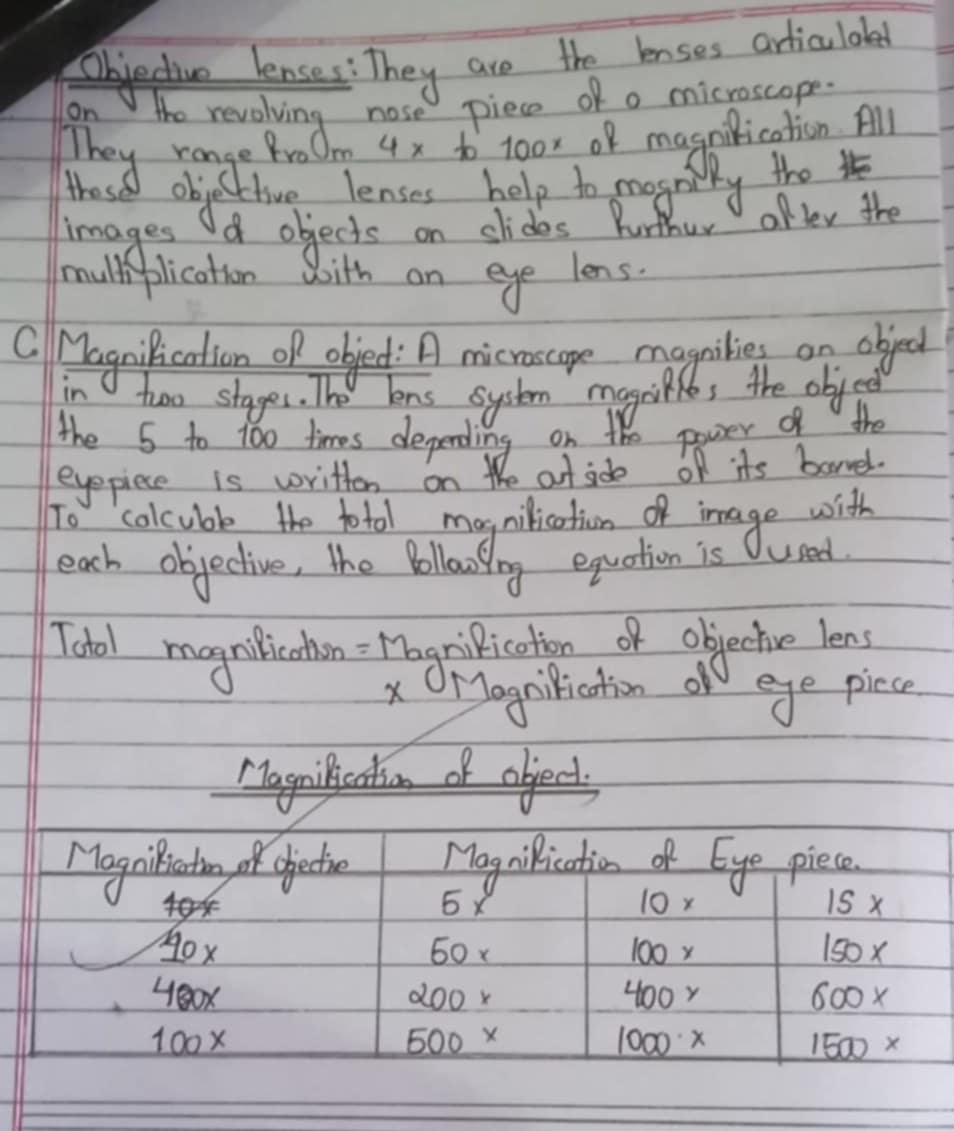 Objective lenses: They are the lenses articulated
on the revolving nose piece of a microscope.
They range from 4x to 100x of magnification. All
these objective lenses help to magnify the
images of objects on slides furthur after the
multiplication with an eye lens.
C Magnification of object: A microscope magnifies an object
in two stages. The lens system magnifies the object
the 5 to 100 times depending on the power of the
eyepiece is written on the out side of its barrel.
To calculate the total magnification of image with
each objective, the following equation is used.
Total magnification = Magnification of objective lens
x Magnification of eye piece
Magnification of object.
Magnification of objective Magnification of Eye piece.
10x 5x 10x 15x
10x 50x 100x 150x
40x 200x 400x 600x
100x 500x 1000x 1500x